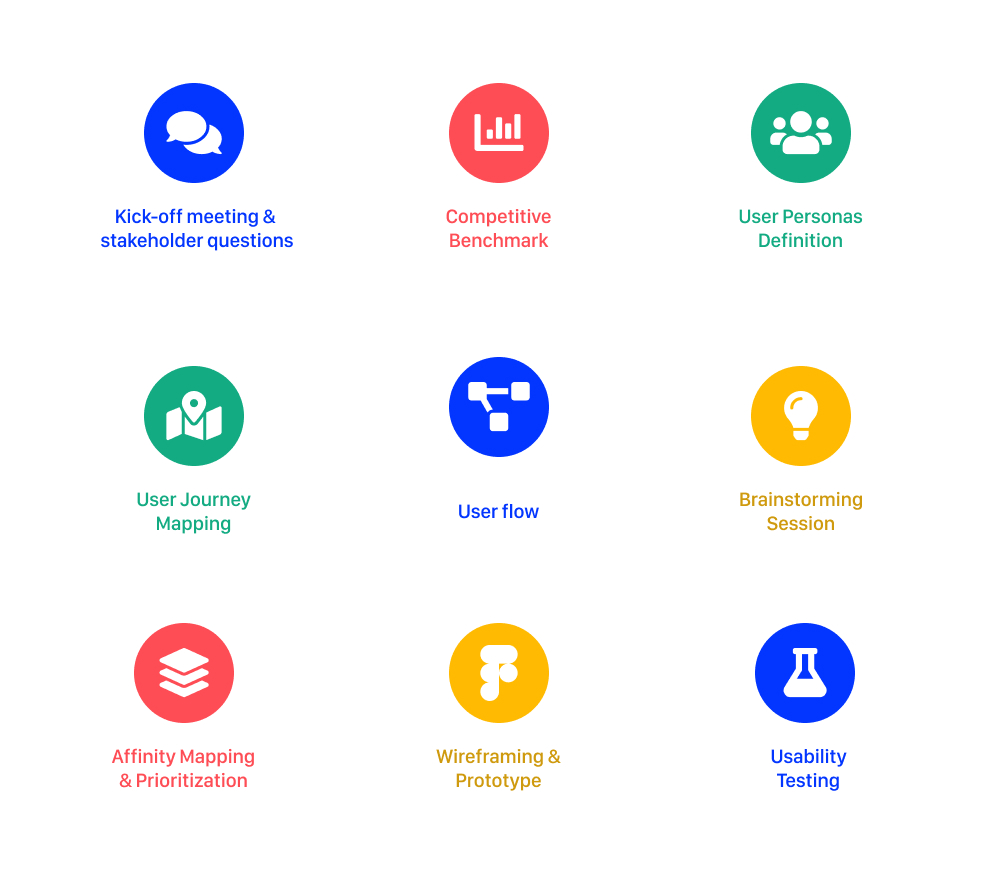 Kick-off meeting &
stakeholder questions
Competitive
Benchmark
User Personas
Definition
User Journey
Mapping
User flow
Brainstorming
Session
Affinity Mapping
& Prioritization
Wireframing &
Prototype
Usability
Testing